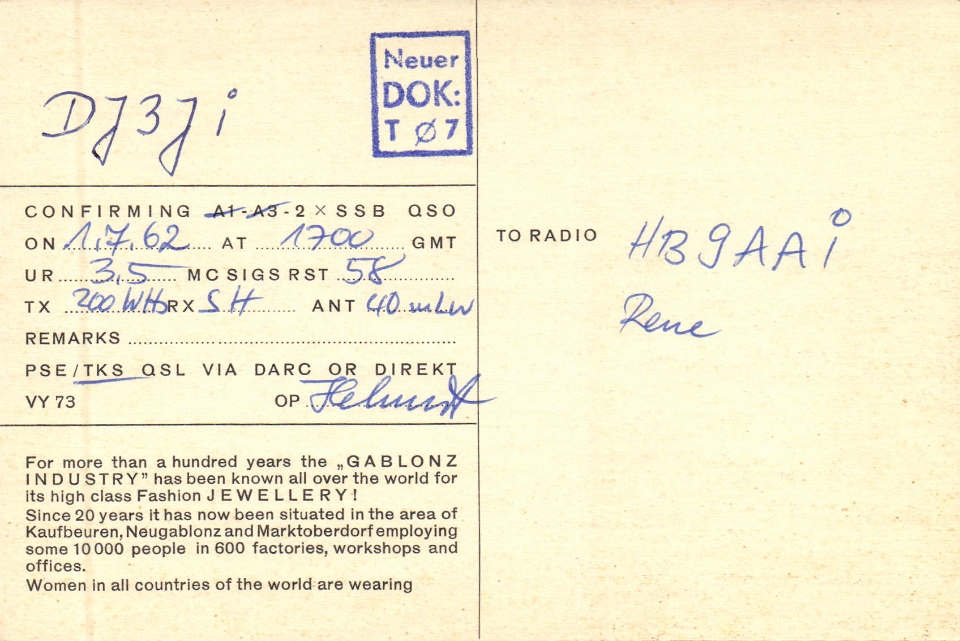 DJ3Ji
Neuer
DOK:
T Ø 7
CONFIRMING A1-A3-2 × SSB QSO
ON 1.7.62 AT 1700 GMT
UR 3,5 MC SIGS RST 58
TX 200 W RX SH ANT 40 m LW
REMARKS
PSE/TKS QSL VIA DARC OR DIREKT
VY 73 OP Helmut
For more than a hundred years the „GABLONZ
INDUSTRY” has been known all over the world for
its high class Fashion JEWELLERY!
Since 20 years it has now been situated in the area of
Kaufbeuren, Neugablonz and Marktoberdorf employing
some 10 000 people in 600 factories, workshops and
offices.
Women in all countries of the world are wearing
TO RADIO HB9AAi
Rene